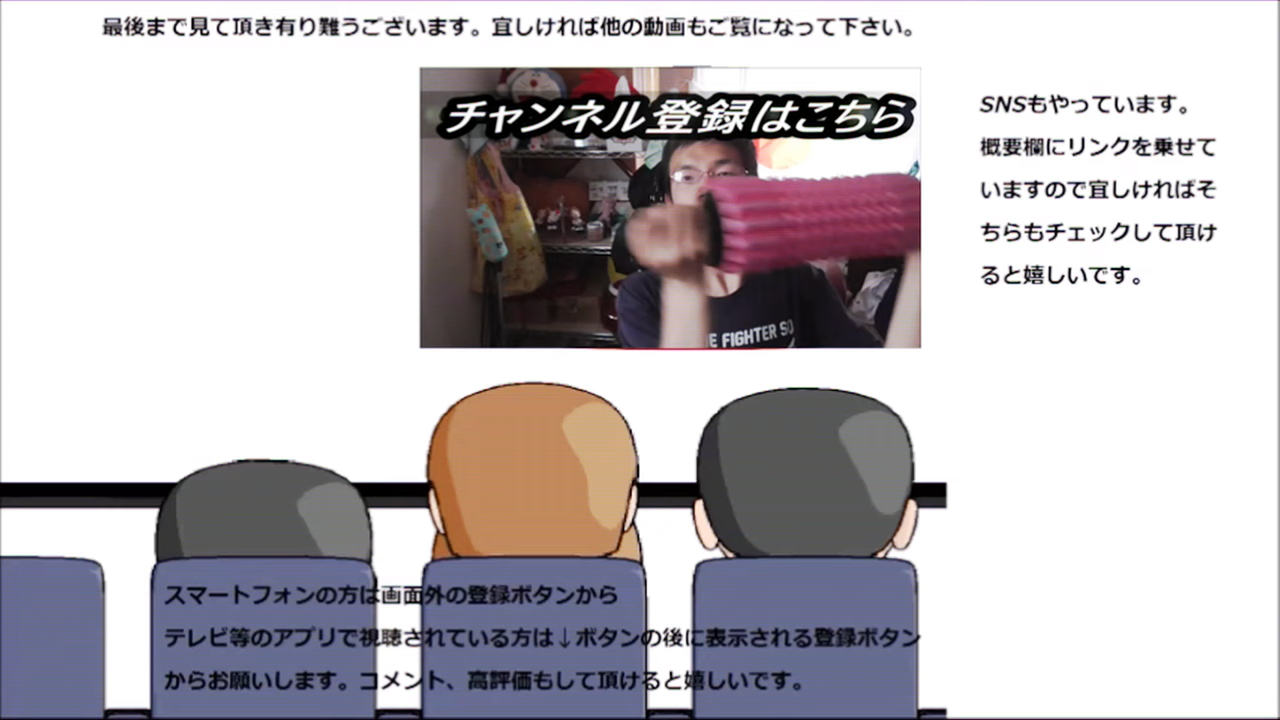 最後まで見て頂き有り難うございます。宜しければ他の動画もご覧になって下さい。
チャンネル登録はこちら
SNSもやっています。
概要欄にリンクを乗せて
いますので宜しければそ
ちらもチェックして頂け
ると嬉しいです。
FIGHTER
スマートフォンの方は画面外の登録ボタンから
テレビ等のアプリで視聴されている方は↓ボタンの後に表示される登録ボタン
からお願いします。コメント、高評価もして頂けると嬉しいです。